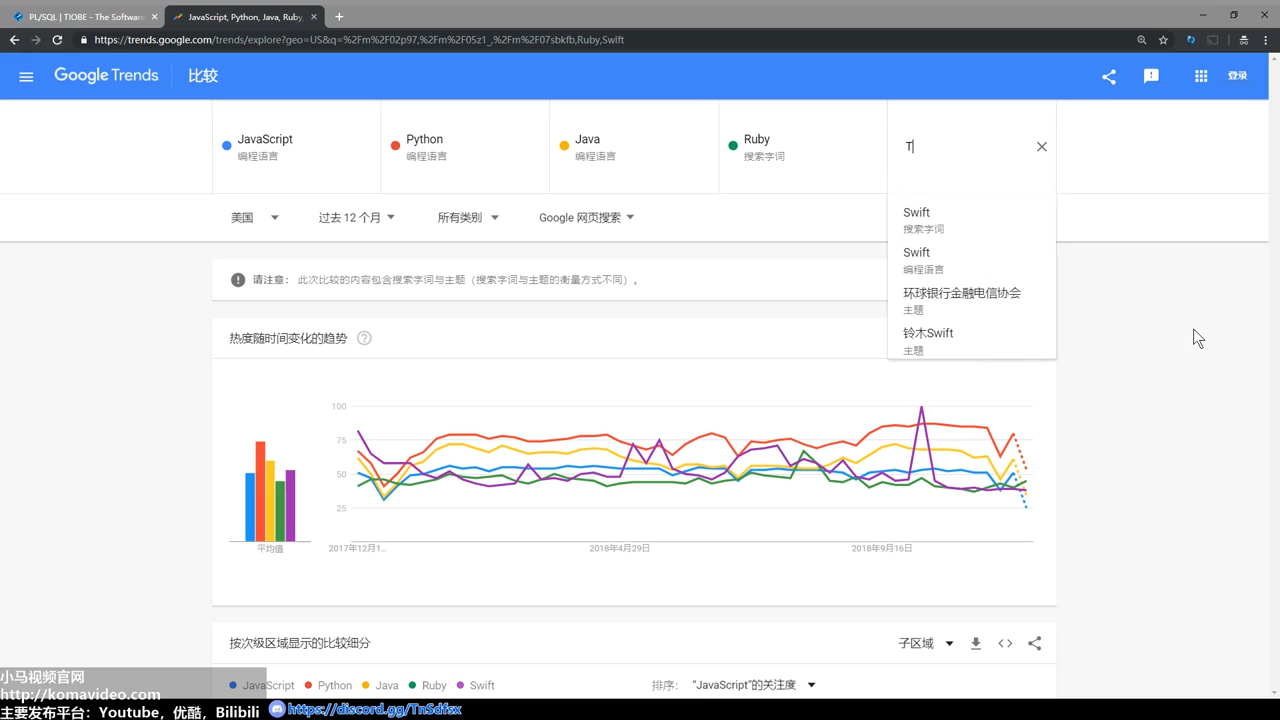 PL/SQL | TIOBE - The Software
JavaScript, Python, Java, Ruby,
https://trends.google.com/trends/explore?geo=US&q=%2Fm%2F02p97,%2Fm%2F05z1_,%2Fm%2F07sbkfb,Ruby,Swift
Google Trends 比较 登录
JavaScript
编程语言
Python
编程语言
Java
编程语言
Ruby
搜索字词
T
Swift
搜索字词
Swift
编程语言
环球银行金融电信协会
主题
铃木Swift
主题
美国 过去 12 个月 所有类别 Google 网页搜索
请注意： 此次比较的内容包含搜索字词与主题（搜索字词与主题的衡量方式不同）。
热度随时间变化的趋势
100
75
50
25
平均值
2017年12月1... 2018年4月29日 2018年9月16日
按次级区域显示的比较细分 子区域
JavaScript Python Java Ruby Swift 排序： “JavaScript”的关注度
小马视频官网
http://komavideo.com
主要发布平台：Youtube，优酷，Bilibili https://discord.gg/TnSdfsx